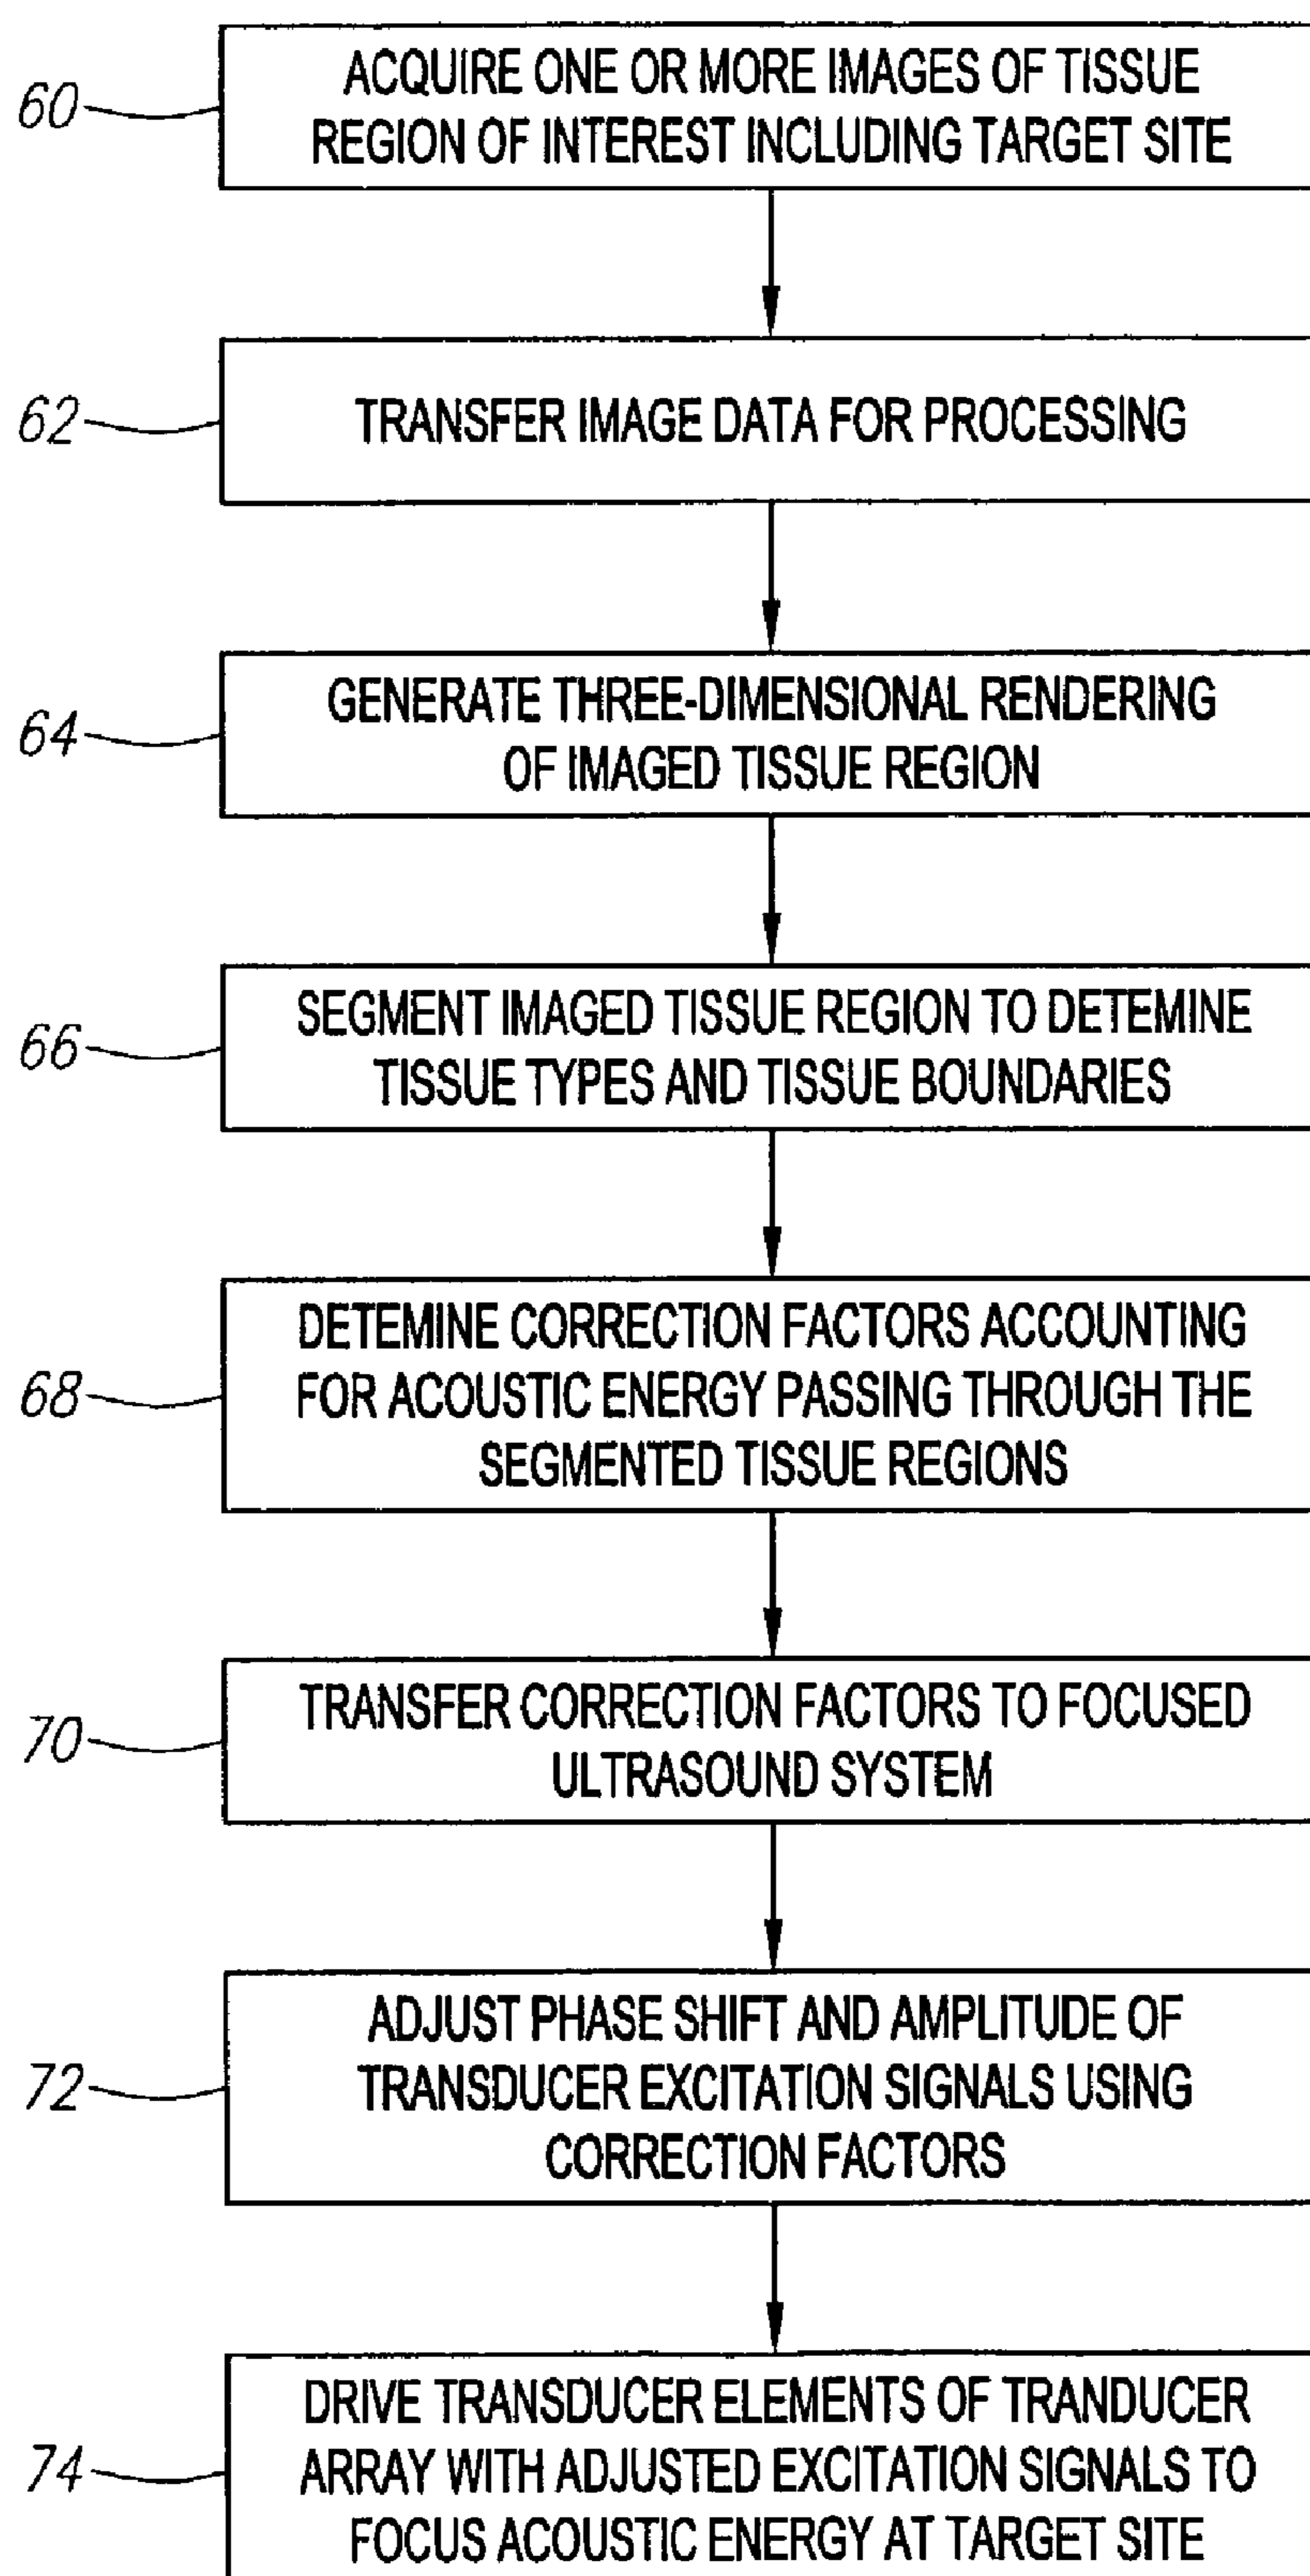 60
ACQUIRE ONE OR MORE IMAGES OF TISSUE
REGION OF INTEREST INCLUDING TARGET SITE
62
TRANSFER IMAGE DATA FOR PROCESSING
64
GENERATE THREE-DIMENSIONAL RENDERING
OF IMAGED TISSUE REGION
66
SEGMENT IMAGED TISSUE REGION TO DETEMINE
TISSUE TYPES AND TISSUE BOUNDARIES
68
DETEMINE CORRECTION FACTORS ACCOUNTING
FOR ACOUSTIC ENERGY PASSING THROUGH THE
SEGMENTED TISSUE REGIONS
70
TRANSFER CORRECTION FACTORS TO FOCUSED
ULTRASOUND SYSTEM
72
ADJUST PHASE SHIFT AND AMPLITUDE OF
TRANSDUCER EXCITATION SIGNALS USING
CORRECTION FACTORS
74
DRIVE TRANSDUCER ELEMENTS OF TRANDUCER
ARRAY WITH ADJUSTED EXCITATION SIGNALS TO
FOCUS ACOUSTIC ENERGY AT TARGET SITE